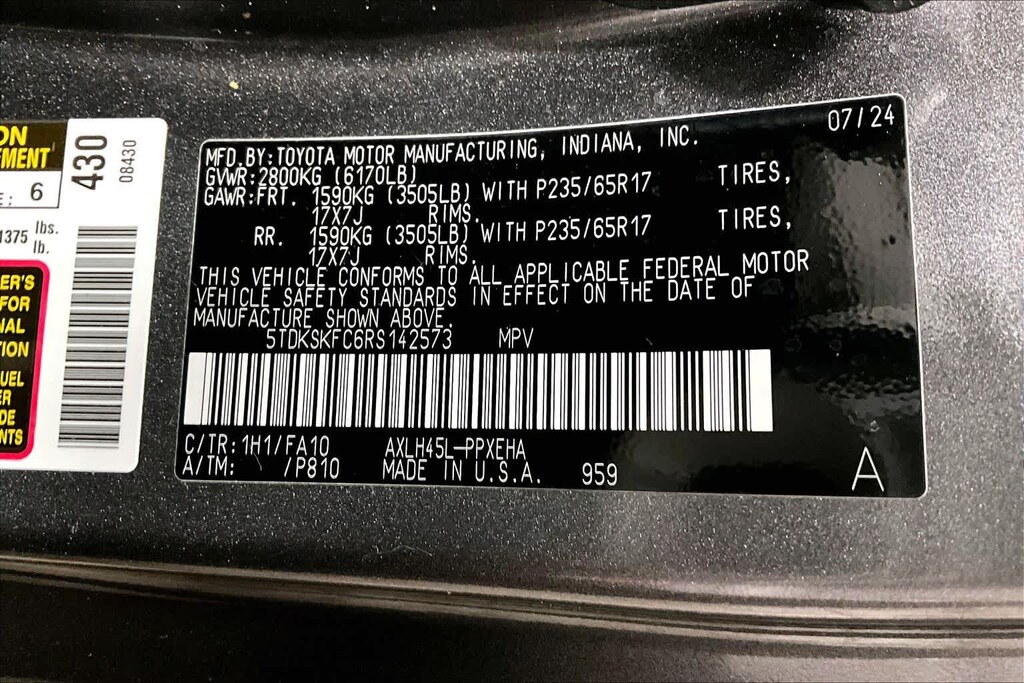 ON
EMENT
E: 6
430
08430
1375 lbs.
lb.
ER'S
FOR
NAL
TION
UEL
ER
DE
NTS
07/24
MFD.BY:TOYOTA MOTOR MANUFACTURING, INDIANA, INC.
GVWR:2800KG (6170LB)
GAWR:FRT. 1590KG (3505LB) WITH P235/65R17 TIRES,
17X7J RIMS.
RR. 1590KG (3505LB) WITH P235/65R17 TIRES,
17X7J RIMS.
THIS VEHICLE CONFORMS TO ALL APPLICABLE FEDERAL MOTOR
VEHICLE SAFETY STANDARDS IN EFFECT ON THE DATE OF
MANUFACTURE SHOWN ABOVE.
5TDKSKFC6RS142573 MPV
C/TR:1H1/FA10 AXLH45L-PPXEHA
A/TM: /P810 MADE IN U.S.A. 959 A